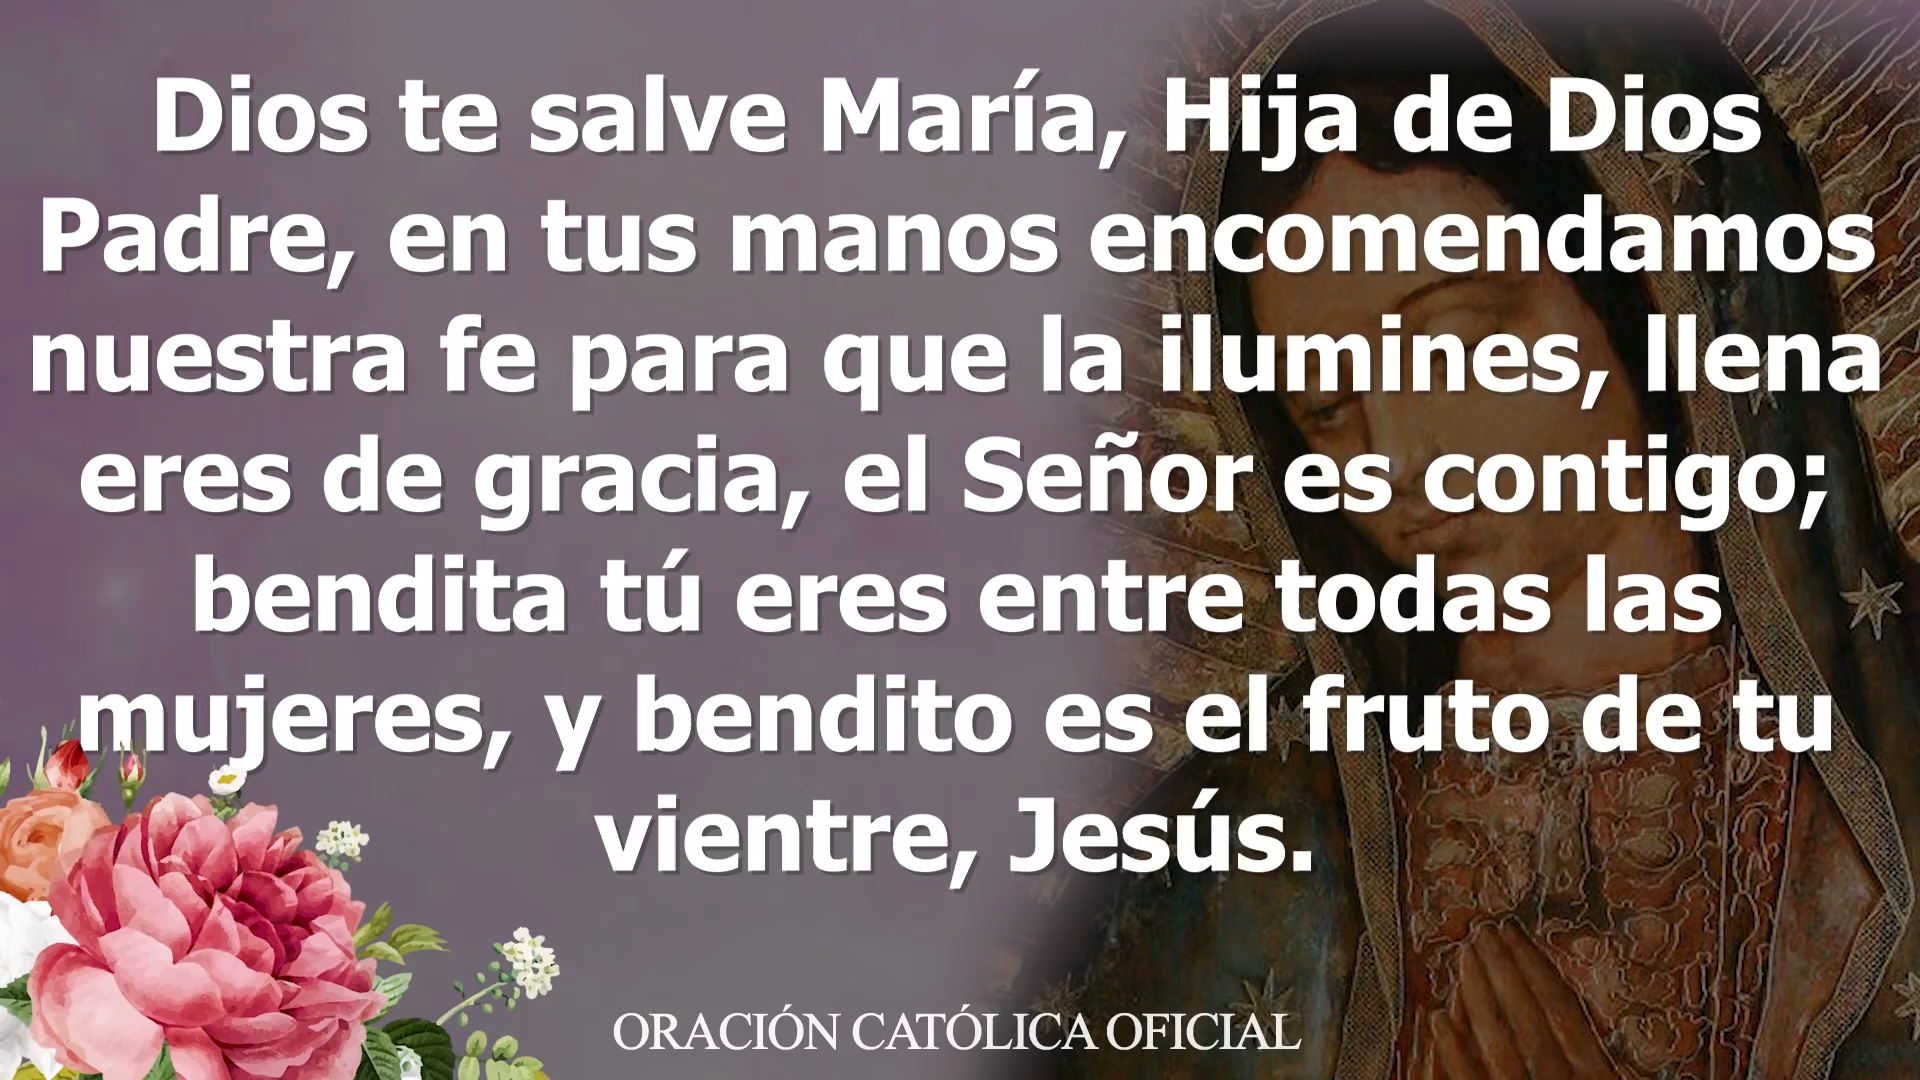 Dios te salve María, Hija de Dios
Padre, en tus manos encomendamos
nuestra fe para que la ilumines, llena
eres de gracia, el Señor es contigo;
bendita tú eres entre todas las
mujeres, y bendito es el fruto de tu
vientre, Jesús.
ORACIÓN CATÓLICA OFICIAL